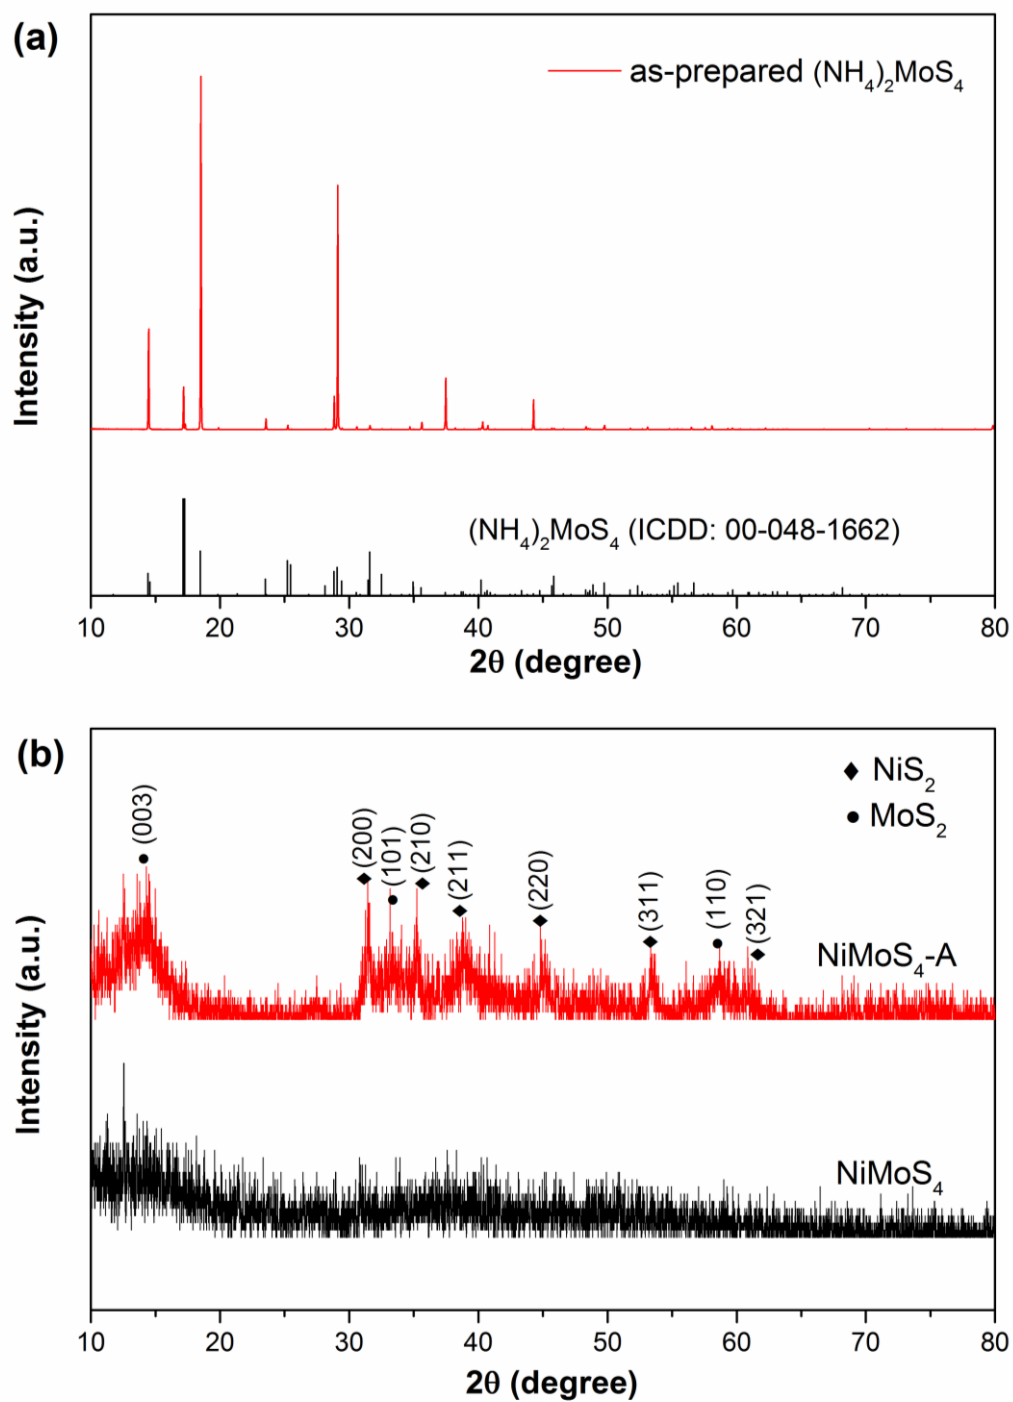 (a)
as-prepared (NH₄)₂MoS₄
Intensity (a.u.)
(NH₄)₂MoS₄ (ICDD: 00-048-1662)
10 20 30 40 50 60 70 80
2θ (degree)
(b)
NiS₂
MoS₂
(003) (200) (101) (210) (211) (220) (311) (110) (321)
NiMoS₄-A
Intensity (a.u.)
NiMoS₄
10 20 30 40 50 60 70 80
2θ (degree)